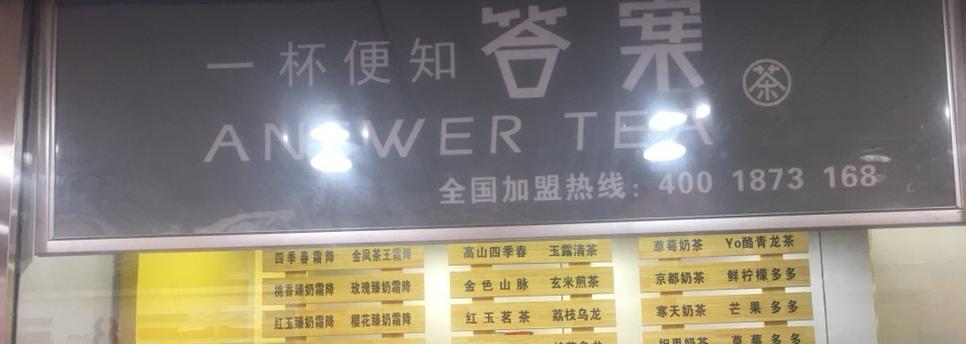 一杯便知 答案 茶
ANSWER TEA
全国加盟热线：400 1873 168
四季春霜降 金凤茶王霜降 高山四季春 玉露清茶 草莓奶茶 Yo酪青龙茶
桃香臻奶霜降 玫瑰臻奶霜降 金色山脉 玄米煎茶 京都奶茶 鲜柠檬多多
红玉臻奶霜降 樱花臻奶霜降 红玉茗茶 荔枝乌龙 寒天奶茶 芒果多多
草莓多多